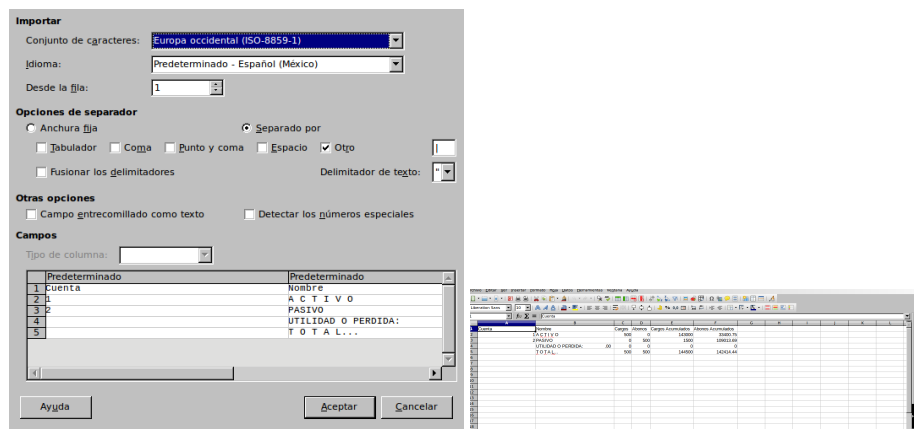 Importar
Conjunto de caracteres: Europa occidental (ISO-8859-1)
Idioma: Predeterminado - Español (México)
Desde la fila: 1
Opciones de separador
Anchura fija Separado por
Tabulador Coma Punto y coma Espacio Otro |
Fusionar los delimitadores Delimitador de texto: "
Otras opciones
Campo entrecomillado como texto Detectar los números especiales
Campos
Tipo de columna:
Predeterminado Predeterminado
1 Cuenta Nombre
2 1 A C T I V O
3 2 PASIVO
4 UTILIDAD O PERDIDA:
5 T O T A L...
Ayuda Aceptar Cancelar
Liberation Sans 10
Cuenta
Cuenta Nombre Cargos Abonos Cargos Acumulados Abonos Acumulados
1 A C T I V O 500 0 143000
2 PASIVO 0 500 1500
UTILIDAD O PERDIDA: .00 0 0 0 0
T O T A L... 500 500 144500 142414.44